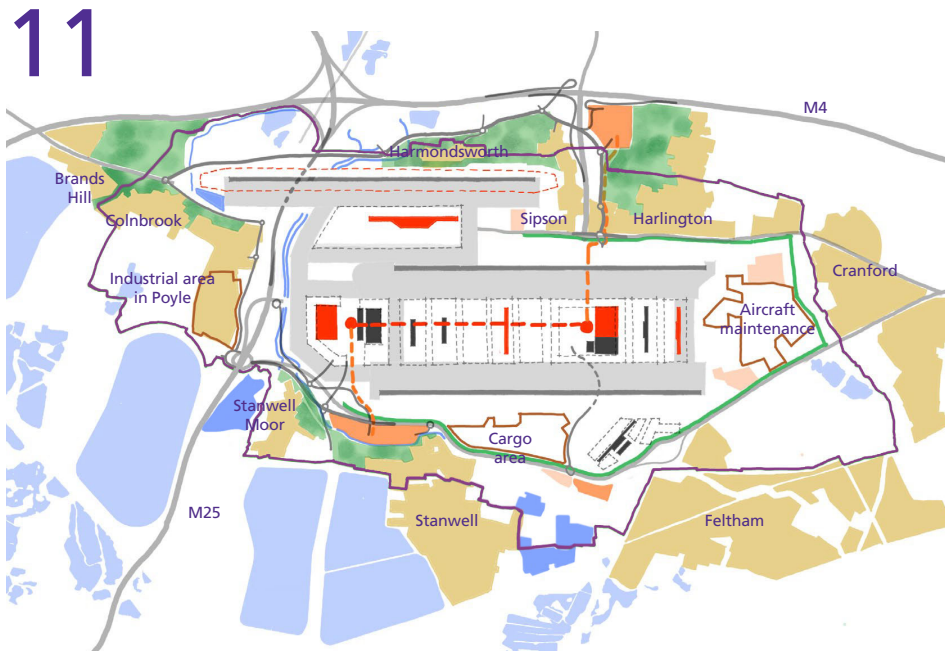 11
M4
Harmondsworth
Brands
Hill
Colnbrook
Sipson
Harlington
Industrial area
in Poyle
Cranford
Aircraft
maintenance
Stanwell
Moor
Cargo
area
M25
Stanwell
Feltham